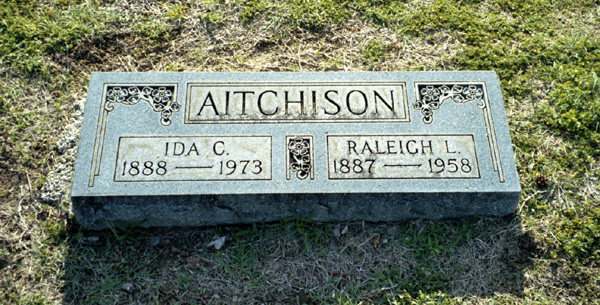 AITCHISON
IDA C.
1888 — 1973
RALEIGH L.
1887 — 1958